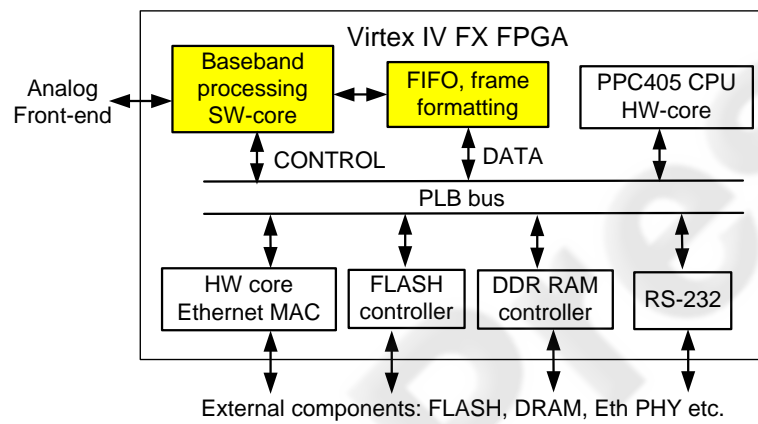 Virtex IV FX FPGA
Analog
Front-end
Baseband
processing
SW-core
FIFO, frame
formatting
PPC405 CPU
HW-core
CONTROL
DATA
PLB bus
HW core
Ethernet MAC
FLASH
controller
DDR RAM
controller
RS-232
External components: FLASH, DRAM, Eth PHY etc.